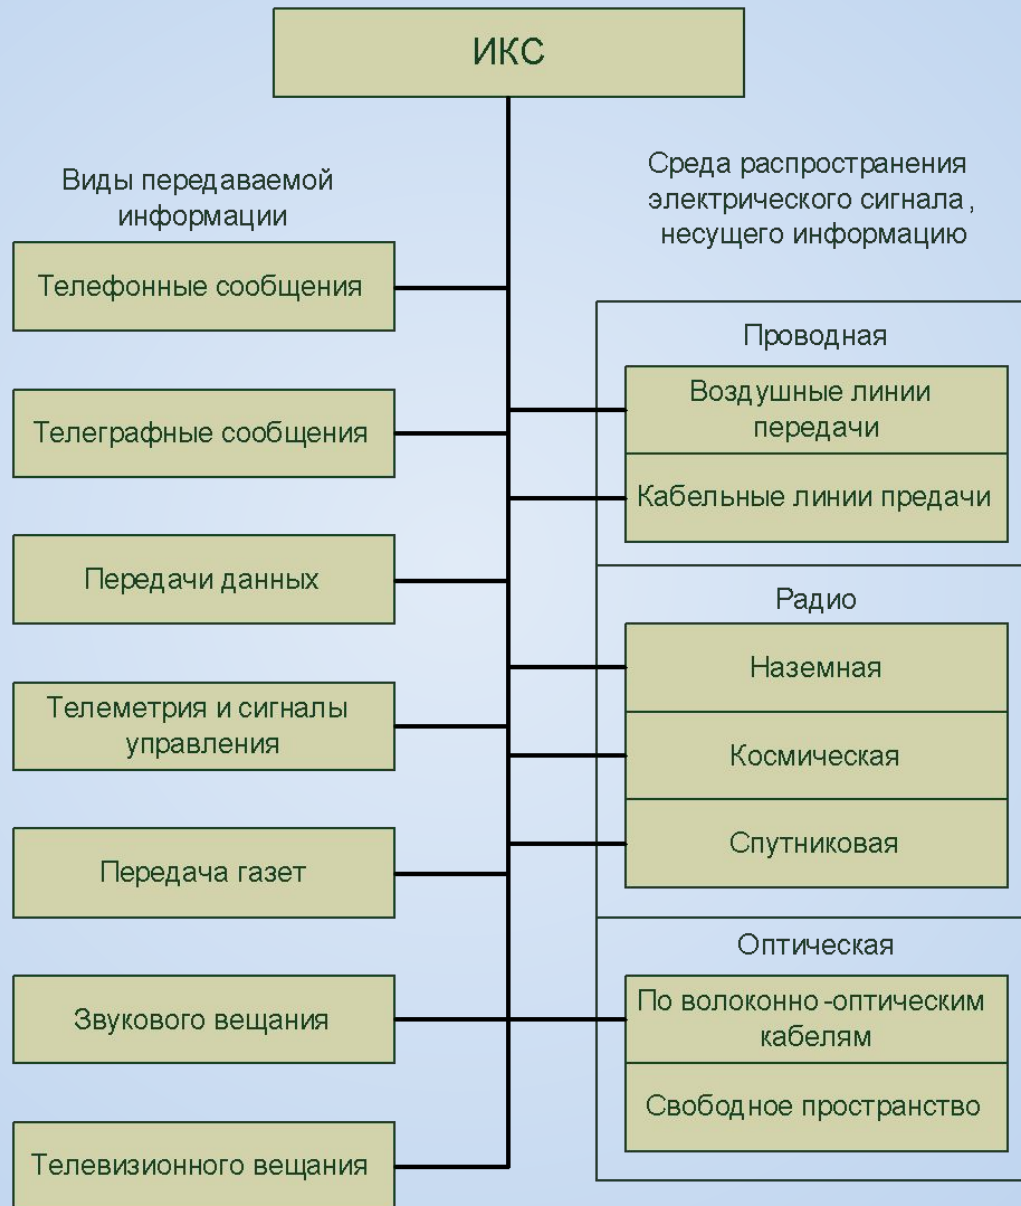 ИКС
Виды передаваемой
информации
Телефонные сообщения
Телеграфные сообщения
Передачи данных
Телеметрия и сигналы
управления
Передача газет
Звукового вещания
Телевизионного вещания
Среда распространения
электрического сигнала ,
несущего информацию
Проводная
Воздушные линии
передачи
Кабельные линии предачи
Радио
Наземная
Космическая
Спутниковая
Оптическая
По волоконно -оптическим
кабелям
Свободное пространство